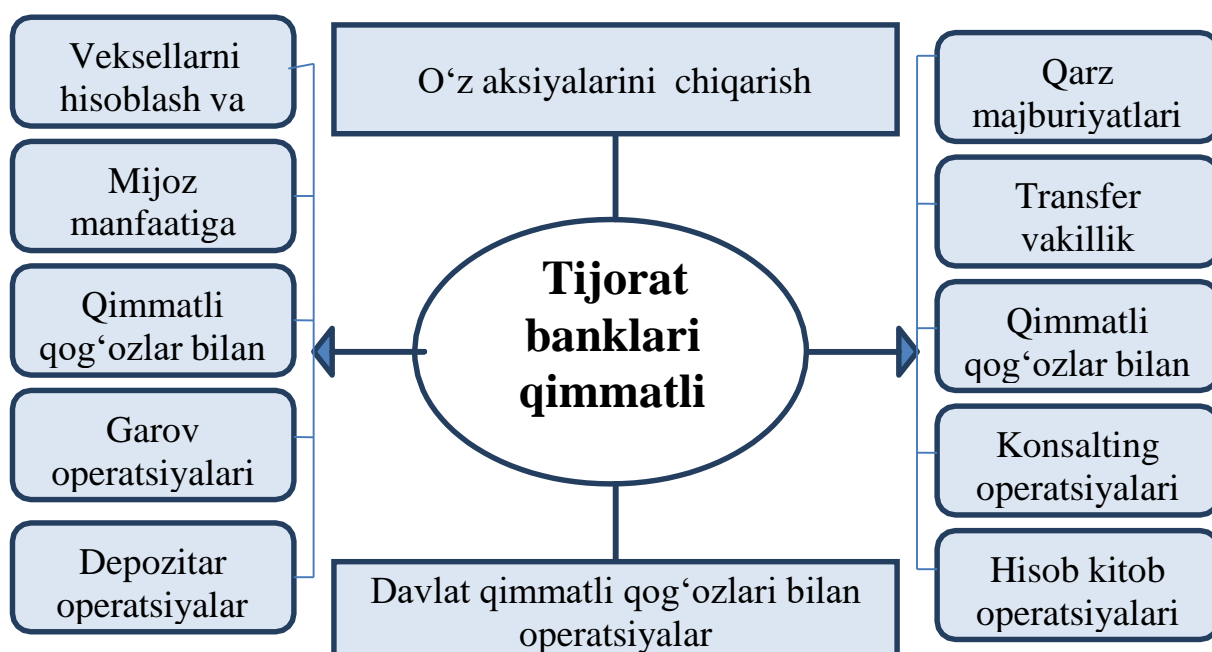 Veksellarni
hisoblash va
Mijoz
manfaatiga
Qimmatli
qog‘ozlar bilan
Garov
operatsiyalari
Depozitar
operatsiyalar
O‘z aksiyalarini chiqarish
Tijorat
banklari
qimmatli
Davlat qimmatli qog‘ozlari bilan
operatsiyalar
Qarz
majburiyatlari
Transfer
vakillik
Qimmatli
qog‘ozlar bilan
Konsalting
operatsiyalari
Hisob kitob
operatsiyalari